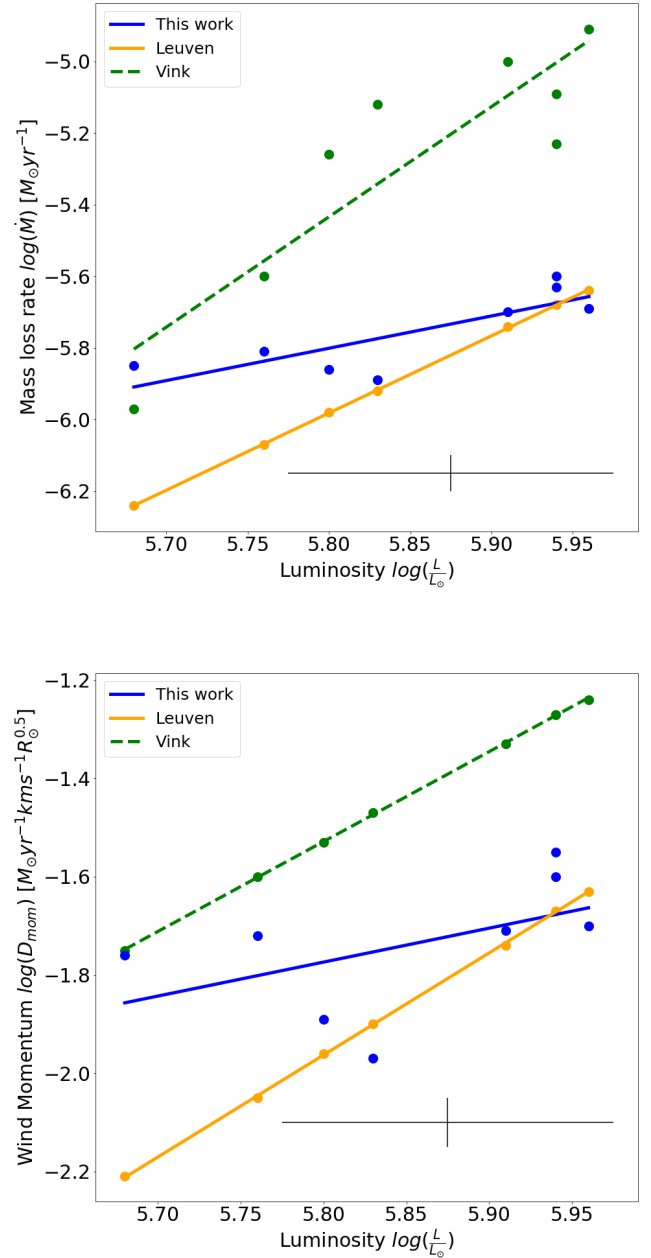 This work
Leuven
Vink
Mass loss rate log(Ṁ) [M⊙yr⁻¹]
−5.0
−5.2
−5.4
−5.6
−5.8
−6.0
−6.2
5.70 5.75 5.80 5.85 5.90 5.95
Luminosity log(L/L⊙)
This work
Leuven
Vink
Wind Momentum log(D_mom) [M⊙yr⁻¹kms⁻¹R⊙^0.5]
−1.2
−1.4
−1.6
−1.8
−2.0
−2.2
5.70 5.75 5.80 5.85 5.90 5.95
Luminosity log(L/L⊙)